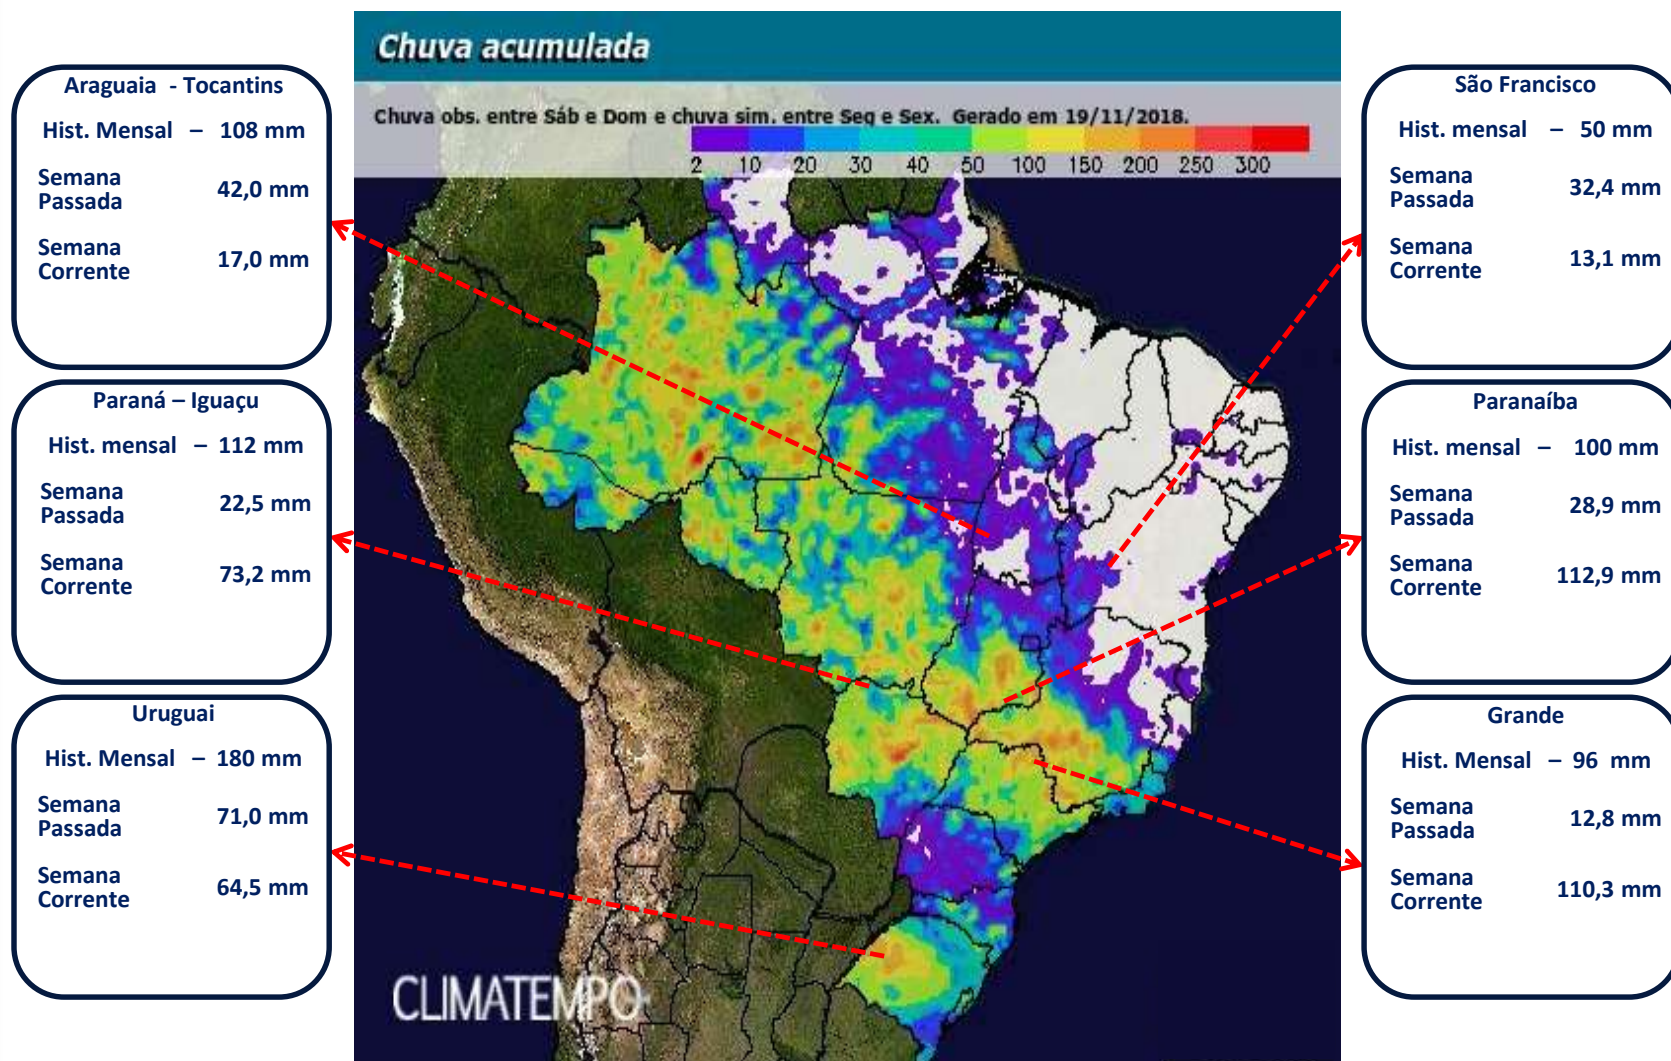 Chuva acumulada
Chuva obs. entre Sáb e Dom e chuva sim. entre Seg e Sex. Gerado em 19/11/2018.
2 10 20 30 40 50 100 150 200 250 300
Araguaia - Tocantins
Hist. Mensal – 108 mm
Semana
Passada
42,0 mm
Semana
Corrente
17,0 mm
Paraná – Iguaçu
Hist. mensal – 112 mm
Semana
Passada
22,5 mm
Semana
Corrente
73,2 mm
Uruguai
Hist. Mensal – 180 mm
Semana
Passada
71,0 mm
Semana
Corrente
64,5 mm
São Francisco
Hist. mensal – 50 mm
Semana
Passada
32,4 mm
Semana
Corrente
13,1 mm
Paranaíba
Hist. mensal – 100 mm
Semana
Passada
28,9 mm
Semana
Corrente
112,9 mm
Grande
Hist. Mensal – 96 mm
Semana
Passada
12,8 mm
Semana
Corrente
110,3 mm
CLIMATEMPO